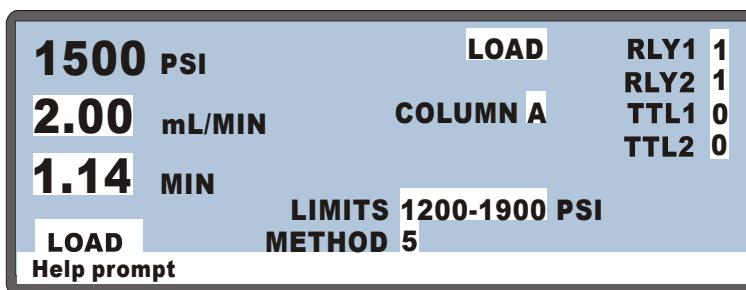 1500 PSI
LOAD
RLY1 1
RLY2 1
2.00 mL/MIN
COLUMN A
TTL1 0
TTL2 0
1.14 MIN
LIMITS 1200-1900 PSI
LOAD
METHOD 5
Help prompt